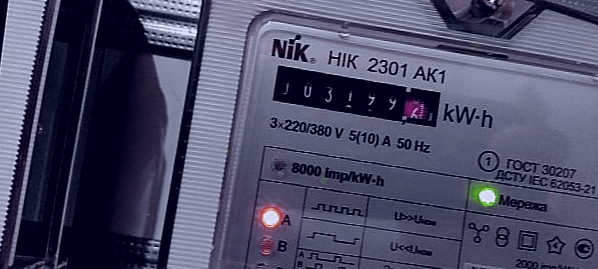 NiK®
НІК 2301 АК1
kW·h
3×220/380 V 5(10) A 50 Hz
1 ГОСТ 30207
ДСТУ IEC 62053-21
8000 imp/kW·h
Мережа
A
U>>Uном
B
U<<Uном